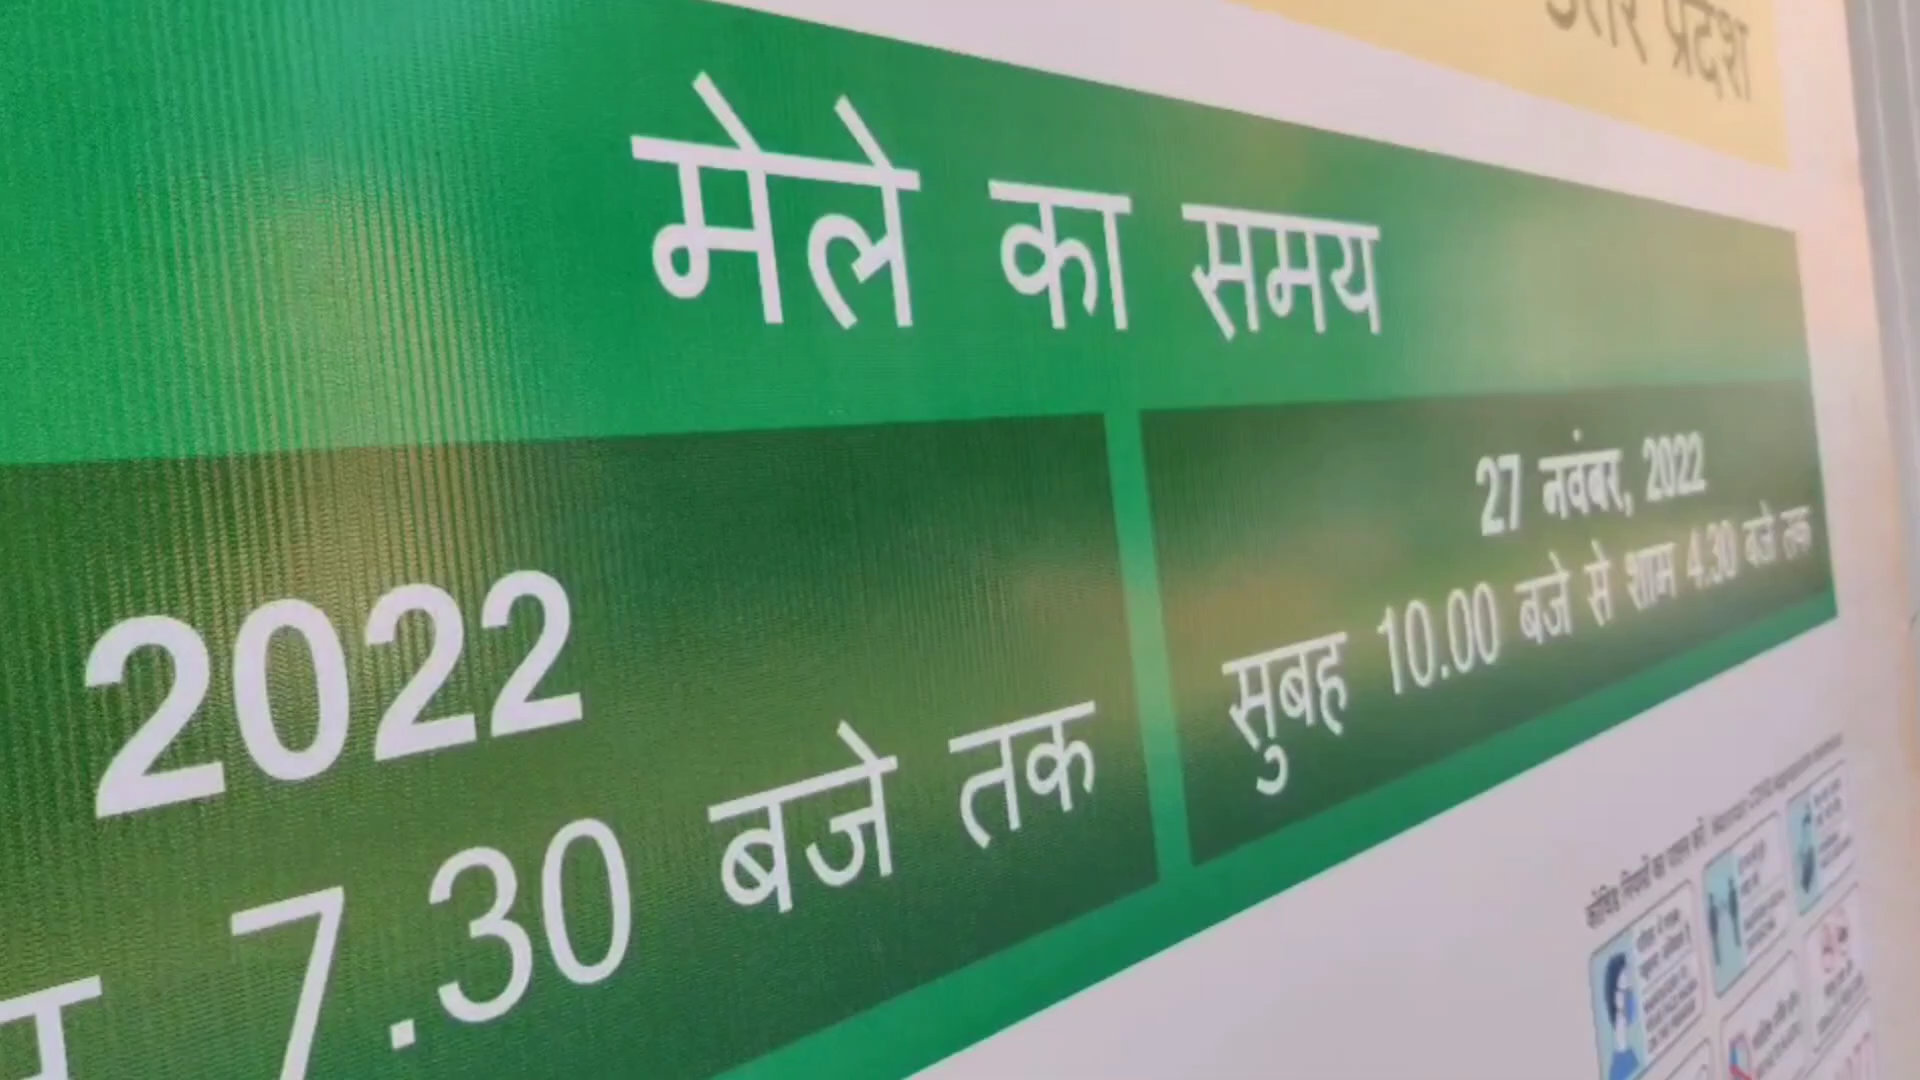 उत्तर प्रदेश
मेले का समय
2022
7.30 बजे तक
27 नवंबर, 2022
सुबह 10.00 बजे से शाम 4.30 बजे तक